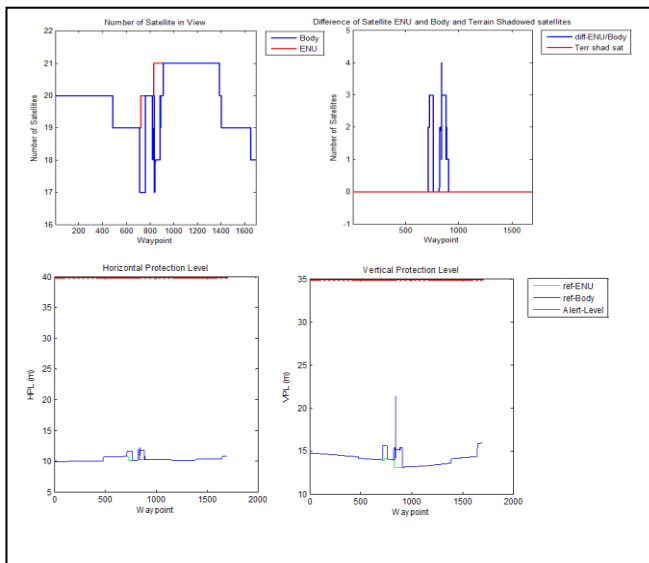 Number of Satellite in View
Body
ENU
21
20
19
18
17
16
Number of Satellites
200 400 600 800 1000 1200 1400 1600
Waypoint
Difference of Satellite ENU and Body and Terrain Shadowed satellites
diff-ENU/Body
Terr shad sat
5
4
3
2
1
0
-1
Number of Satellites
500 1000 1500
Waypoint
Horizontal Protection Level
40
35
30
25
20
15
10
5
HPL (m)
0 500 1000 1500 2000
Waypoint
Vertical Protection Level
ref-ENU
ref-Body
Alert-Level
35
30
25
20
15
10
5
VPL (m)
0 500 1000 1500 2000
Waypoint